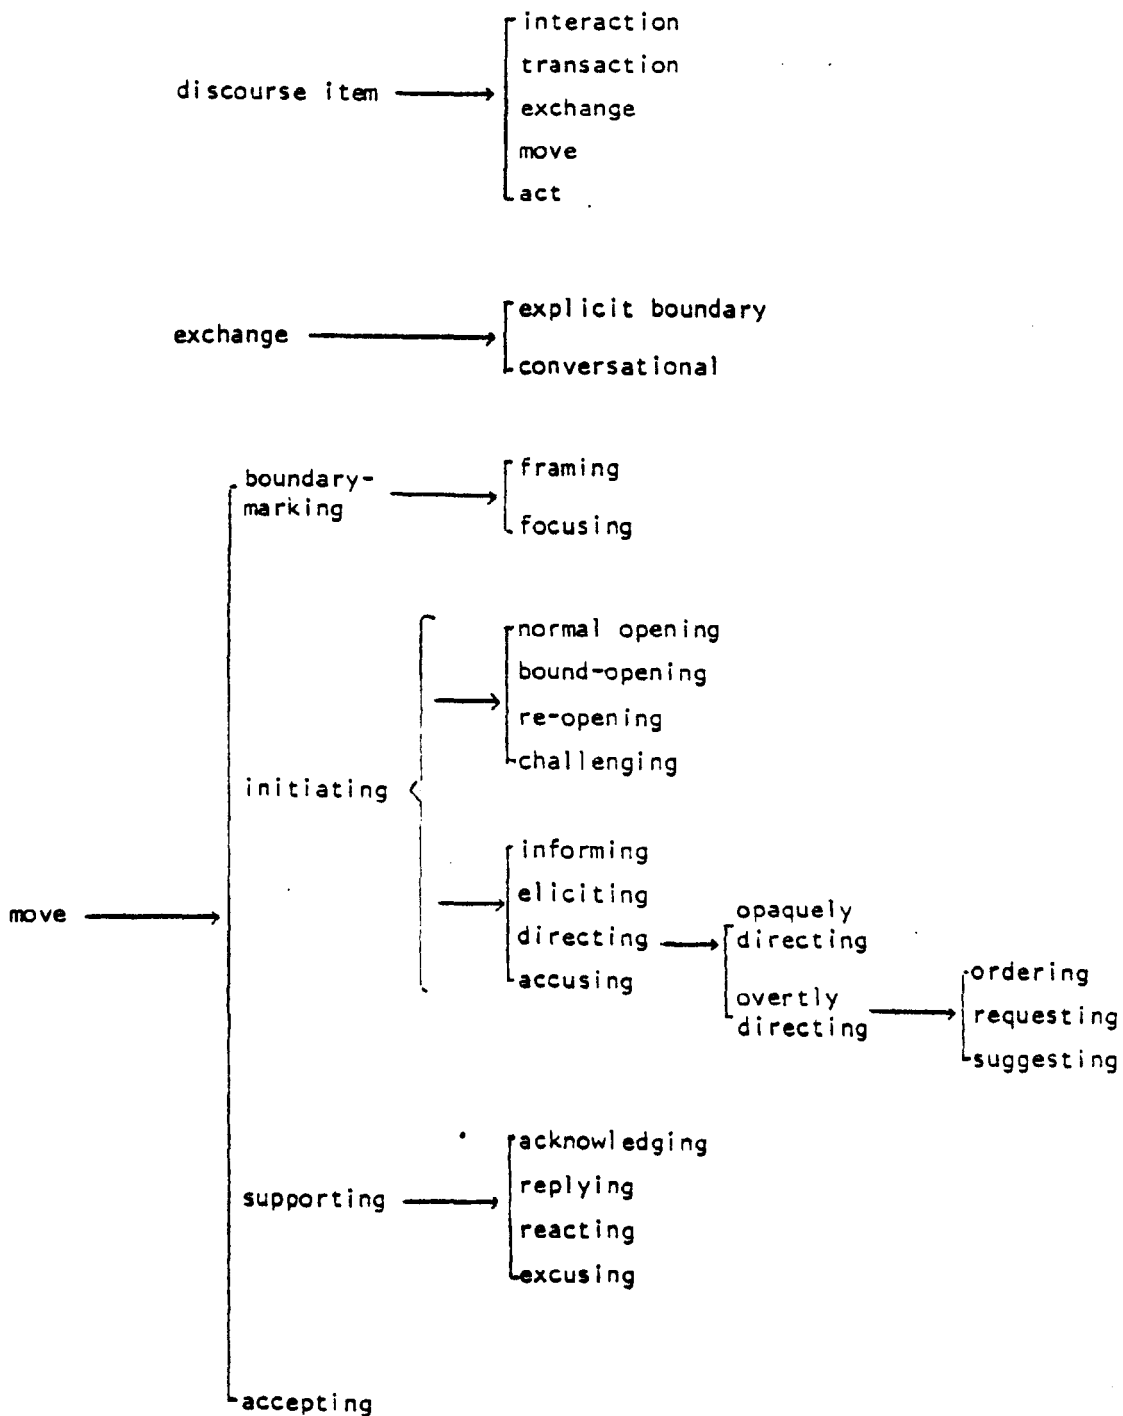 interaction
transaction
discourse item
exchange
move
act
explicit boundary
exchange
conversational
boundary-
marking
framing
focusing
normal opening
bound-opening
re-opening
challenging
initiating
informing
eliciting
directing
accusing
move
opaquely
directing
overtly
directing
ordering
requesting
suggesting
acknowledging
supporting
replying
reacting
excusing
accepting